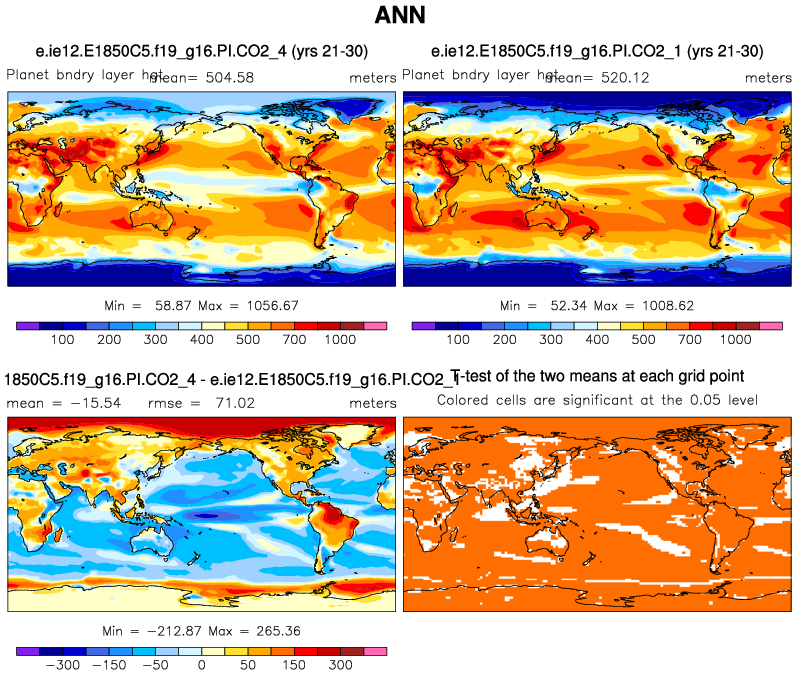 ANN
e.ie12.E1850C5.f19_g16.PI.CO2_4 (yrs 21-30)
e.ie12.E1850C5.f19_g16.PI.CO2_1 (yrs 21-30)
Planet bndry layer hgt mean= 504.58 meters
Planet bndry layer hgt mean= 520.12 meters
Min = 58.87 Max = 1056.67
Min = 52.34 Max = 1008.62
100 200 300 400 500 700 1000
100 200 300 400 500 700 1000
1850C5.f19_g16.PI.CO2_4 - e.ie12.E1850C5.f19_g16.PI.CO2_1
T-test of the two means at each grid point
mean = -15.54 rmse = 71.02 meters
Colored cells are significant at the 0.05 level
Min = -212.87 Max = 265.36
-300 -150 -50 0 50 150 300